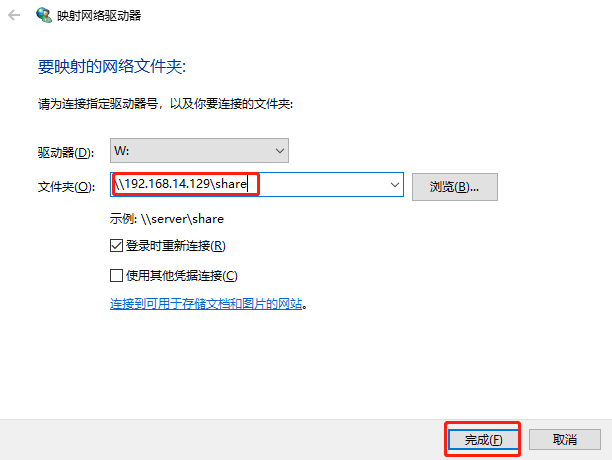 映射网络驱动器
要映射的网络文件夹:
请为连接指定驱动器号，以及你要连接的文件夹:
驱动器(D): W:
文件夹(O): \\192.168.14.129\share 浏览(B)...
示例: \\server\share
登录时重新连接(R)
使用其他凭据连接(C)
连接到可用于存储文档和图片的网站。
完成(F) 取消